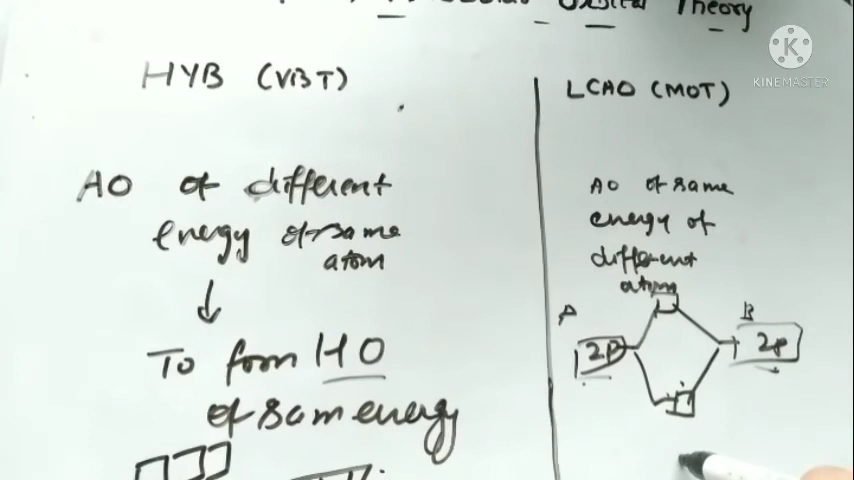 Orbital Theory
HYB (VBT)
AO of different
energy of same
atom
To form HO
of same energy
LCAO (MOT)
AO of same
energy of
different
atom
A
B
2p
2p
K
KINEMASTER